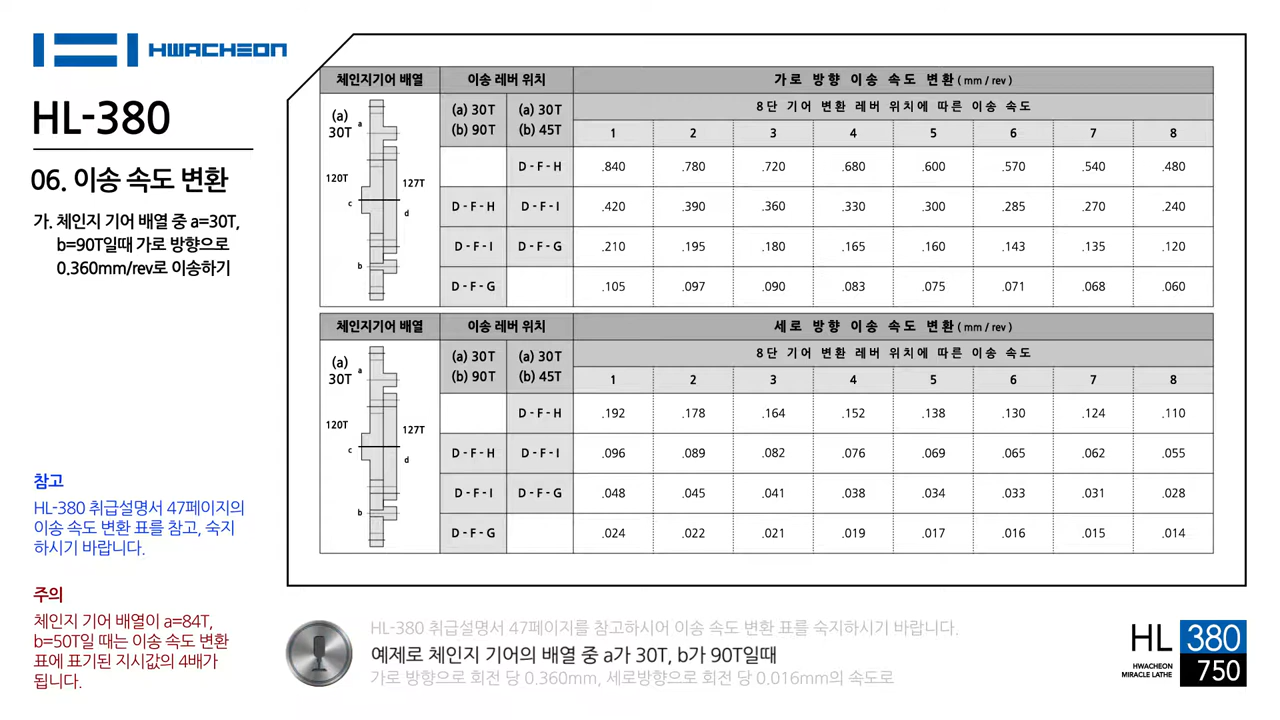 HWACHEON
HL-380
06. 이송 속도 변환
가. 체인지 기어 배열 중 a=30T,
b=90T일때 가로 방향으로
0.360mm/rev로 이송하기
참고
HL-380 취급설명서 47페이지의
이송 속도 변환 표를 참고, 숙지
하시기 바랍니다.
주의
체인지 기어 배열이 a=84T,
b=50T일 때는 이송 속도 변환
표에 표기된 지시값의 4배가
됩니다.
체인지기어 배열 이송 레버 위치 가로 방향 이송 속도 변환 ( mm / rev )
8단 기어 변환 레버 위치에 따른 이송 속도
(a) 30T (a) 30T
(b) 90T (b) 45T
1 2 3 4 5 6 7 8
(a)
30T
a
120T
127T
c
d
b
D - F - H .840 .780 .720 .680 .600 .570 .540 .480
D - F - H D - F - I .420 .390 .360 .330 .300 .285 .270 .240
D - F - I D - F - G .210 .195 .180 .165 .160 .143 .135 .120
D - F - G .105 .097 .090 .083 .075 .071 .068 .060
체인지기어 배열 이송 레버 위치 세로 방향 이송 속도 변환 ( mm / rev )
8단 기어 변환 레버 위치에 따른 이송 속도
(a) 30T (a) 30T
(b) 90T (b) 45T
1 2 3 4 5 6 7 8
(a)
30T
a
120T
127T
c
d
b
D - F - H .192 .178 .164 .152 .138 .130 .124 .110
D - F - H D - F - I .096 .089 .082 .076 .069 .065 .062 .055
D - F - I D - F - G .048 .045 .041 .038 .034 .033 .031 .028
D - F - G .024 .022 .021 .019 .017 .016 .015 .014
HL-380 취급설명서 47페이지를 참고하시어 이송 속도 변환 표를 숙지하시기 바랍니다.
예제로 체인지 기어의 배열 중 a가 30T, b가 90T일때
가로 방향으로 회전 당 0.360mm, 세로방향으로 회전 당 0.016mm의 속도로
HL 380
HWACHEON
MIRACLE LATHE
750